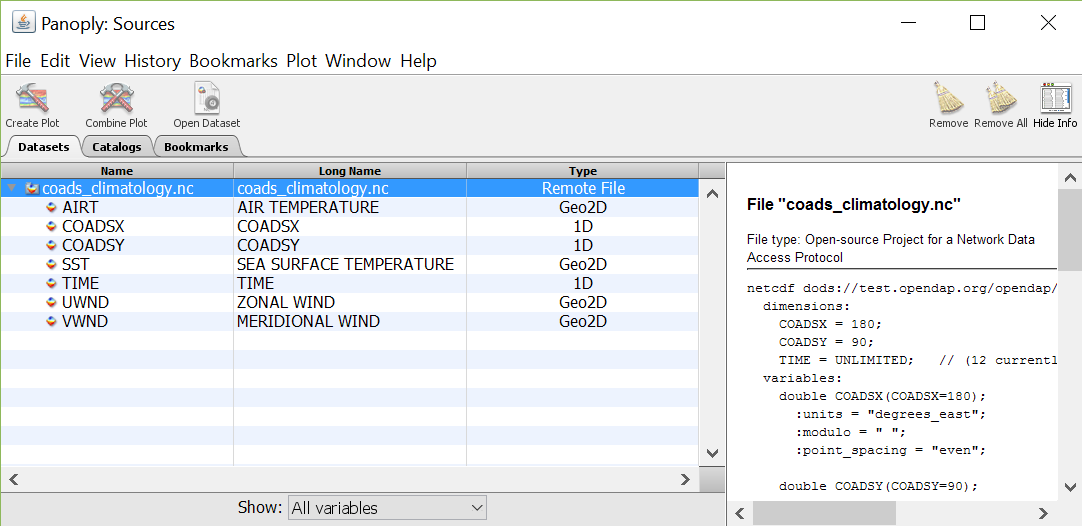 Panoply: Sources
File Edit View History Bookmarks Plot Window Help
Create Plot Combine Plot Open Dataset Remove Remove All Hide Info
Datasets Catalogs Bookmarks
Name Long Name Type
coads_climatology.nc coads_climatology.nc Remote File
AIRT AIR TEMPERATURE Geo2D
COADSX COADSX 1D
COADSY COADSY 1D
SST SEA SURFACE TEMPERATURE Geo2D
TIME TIME 1D
UWND ZONAL WIND Geo2D
VWND MERIDIONAL WIND Geo2D
Show: All variables
File "coads_climatology.nc"
File type: Open-source Project for a Network Data
Access Protocol
netcdf dods://test.opendap.org/opendap/
dimensions:
COADSX = 180;
COADSY = 90;
TIME = UNLIMITED; // (12 currentl
variables:
double COADSX(COADSX=180);
:units = "degrees_east";
:modulo = " ";
:point_spacing = "even";
double COADSY(COADSY=90);